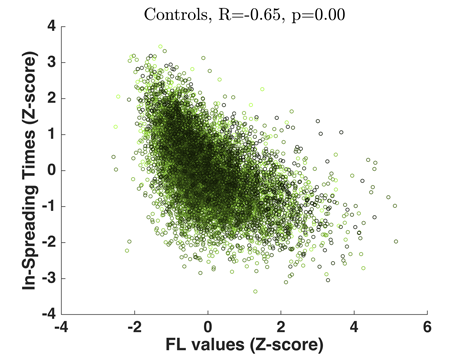 Controls, R=-0.65, p=0.00
4
3
2
1
0
-1
-2
-3
-4
In-Spreading Times (Z-score)
-4 -2 0 2 4 6
FL values (Z-score)